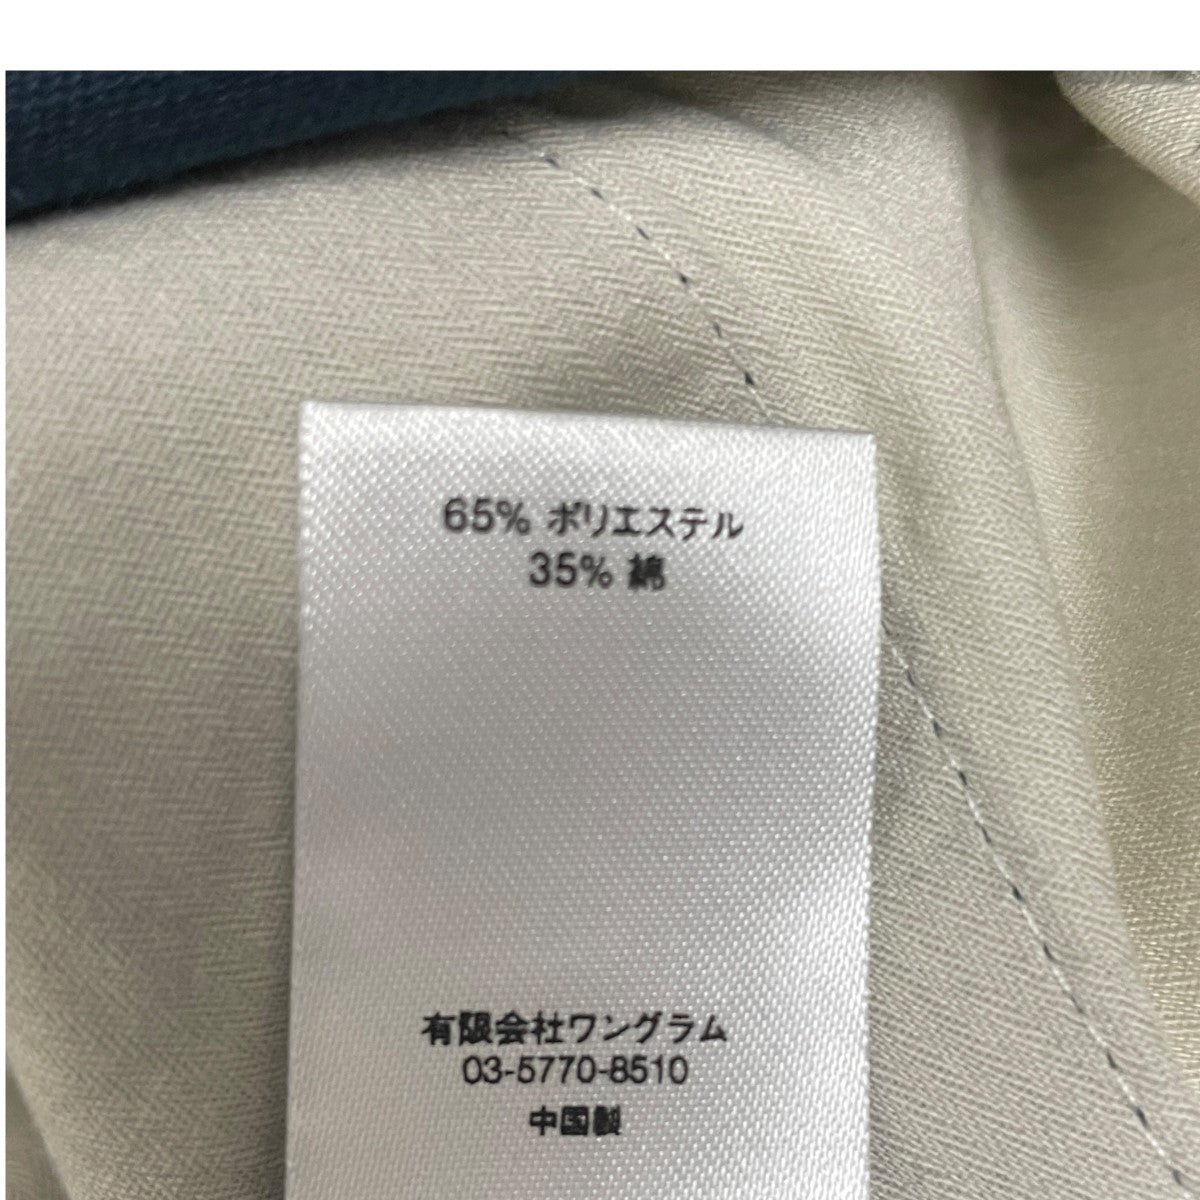 65% ポリエステル
35% 綿
有限会社ワングラム
03-5770-8510
中国製